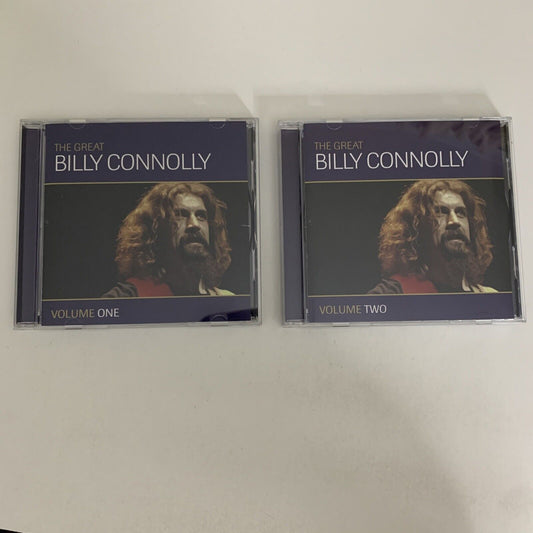 THE GREAT
BILLY CONNOLLY
VOLUME ONE
THE GREAT
BILLY CONNOLLY
VOLUME TWO